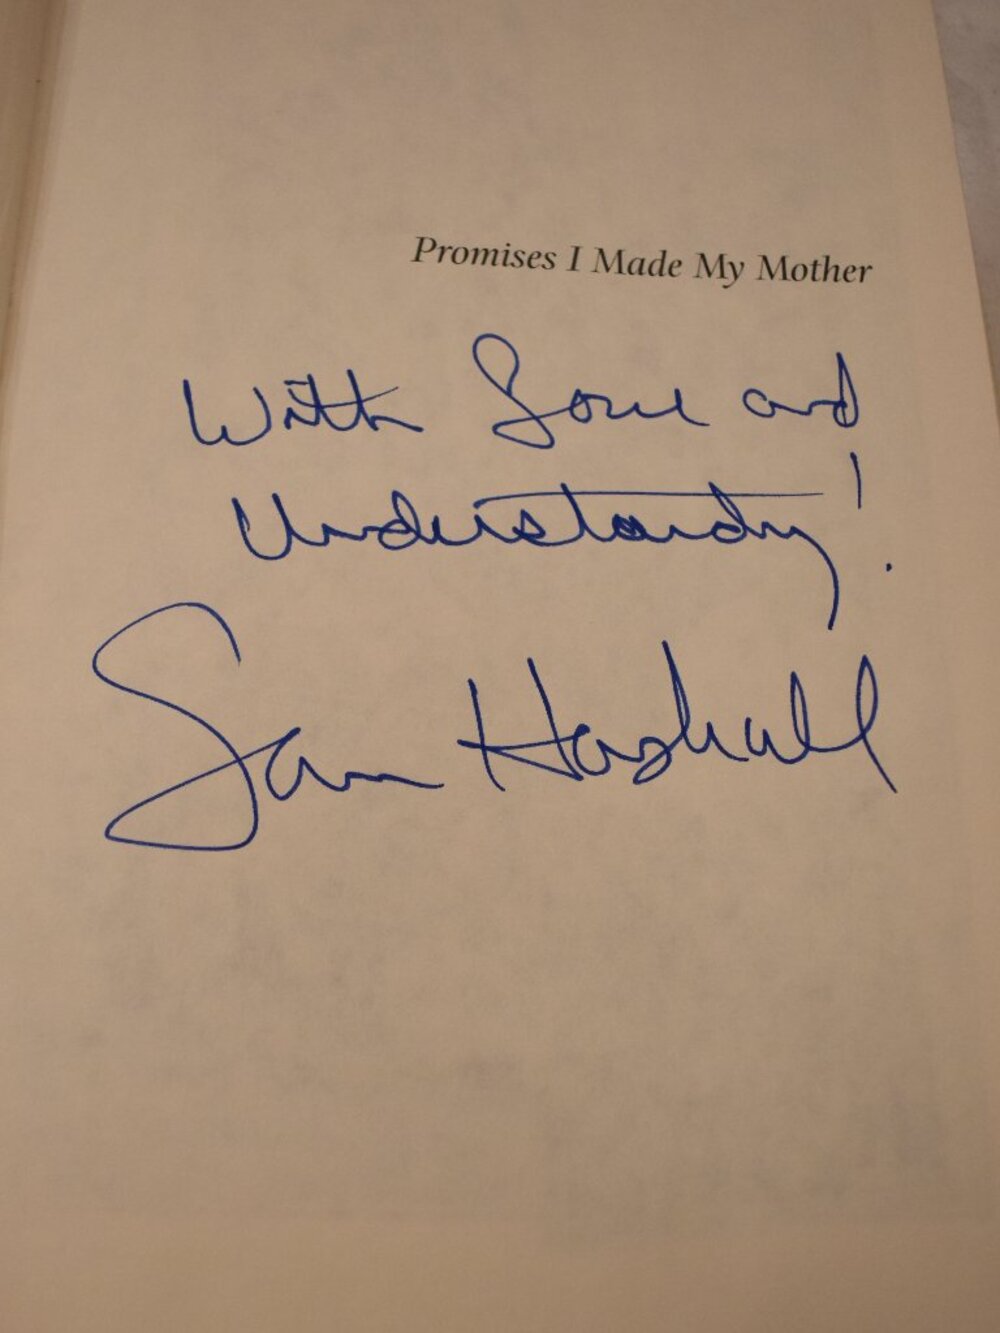 Promises I Made My Mother
With Love and
Understanding!
Sam Haskell